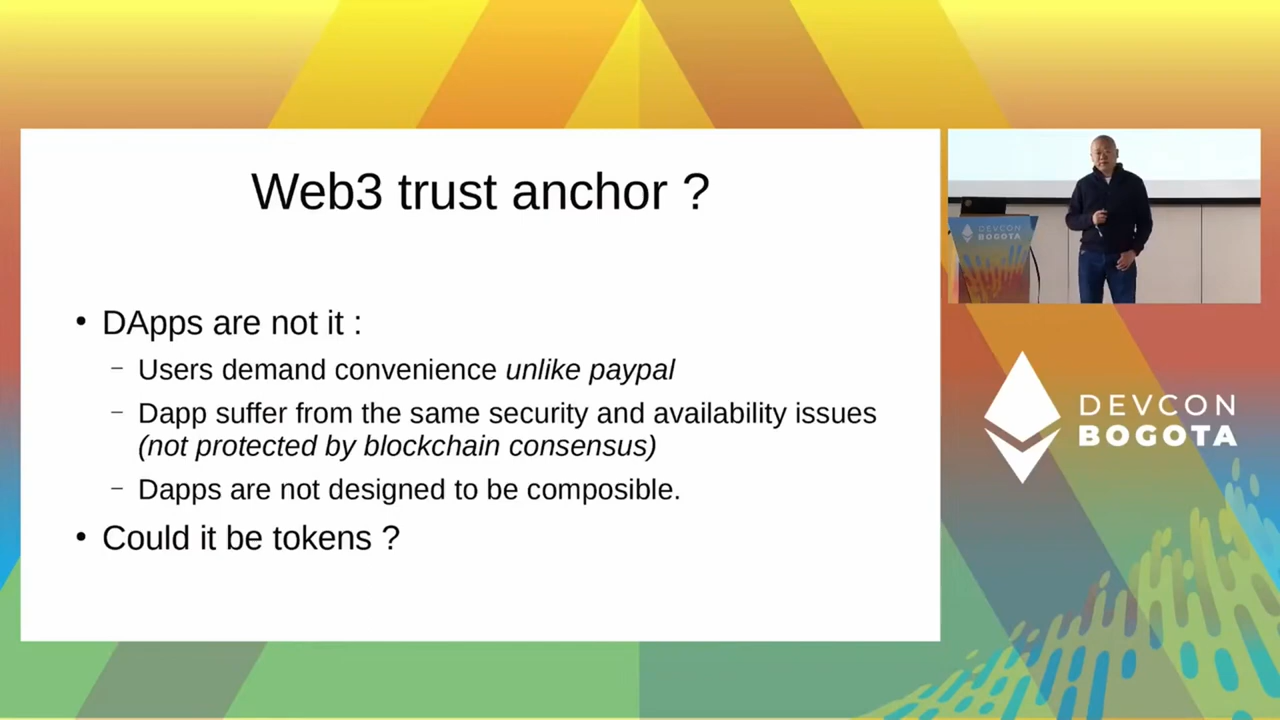 Web3 trust anchor ?
• DApps are not it :
– Users demand convenience unlike paypal
– Dapp suffer from the same security and availability issues
(not protected by blockchain consensus)
– Dapps are not designed to be composible.
• Could it be tokens ?
DEVCON
BOGOTA
DEVCON
BOGOTA